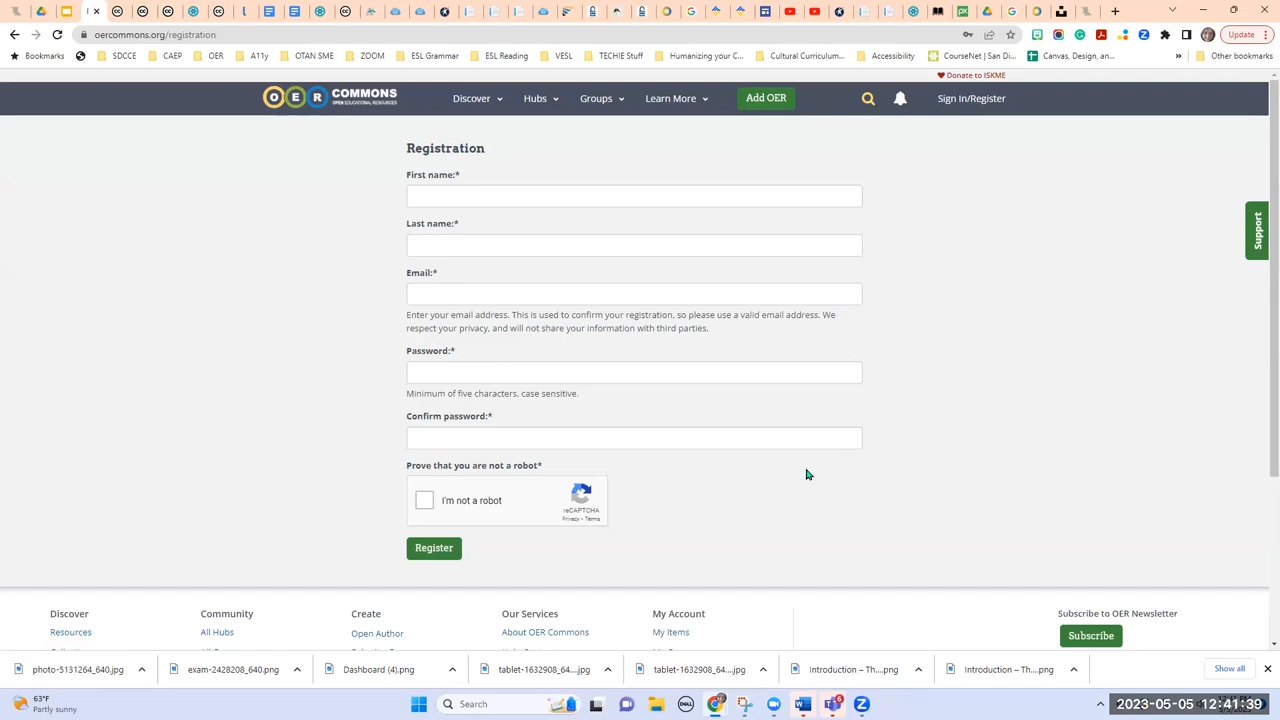 oercommons.org/registration
Update
Bookmarks SDCCE CAEP OER A11y OTAN SME ZOOM ESL Grammar ESL Reading VESL TECHIE Stuff Humanizing your C... Cultural Curriculum... Accessibility CourseNet | San Di... Canvas, Design, an... » Other bookmarks
Donate to ISKME
OER COMMONS
OPEN EDUCATIONAL RESOURCES
Discover Hubs Groups Learn More Add OER Sign In/Register
Registration
First name:*
Last name:*
Support
Email:*
Enter your email address. This is used to confirm your registration, so please use a valid email address. We
respect your privacy, and will not share your information with third parties.
Password:*
Minimum of five characters, case sensitive.
Confirm password:*
Prove that you are not a robot*
I'm not a robot
reCAPTCHA
Privacy - Terms
Register
Discover Community Create Our Services My Account Subscribe to OER Newsletter
Resources All Hubs Open Author About OER Commons My Items Subscribe
photo-5131264_640.jpg exam-2428208_640.png Dashboard (4).png tablet-1632908_64....jpg tablet-1632908_64....jpg Introduction – Th....png Introduction – Th....png Show all
63°F
Partly sunny
Search
DELL
6
2023-05-05 12:41:39